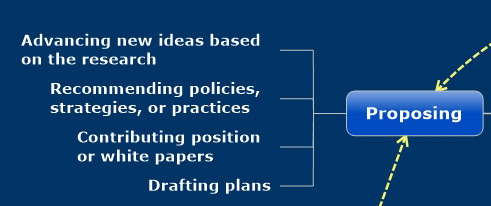 Advancing new ideas based
on the research
Recommending policies,
strategies, or practices
Proposing
Contributing position
or white papers
Drafting plans